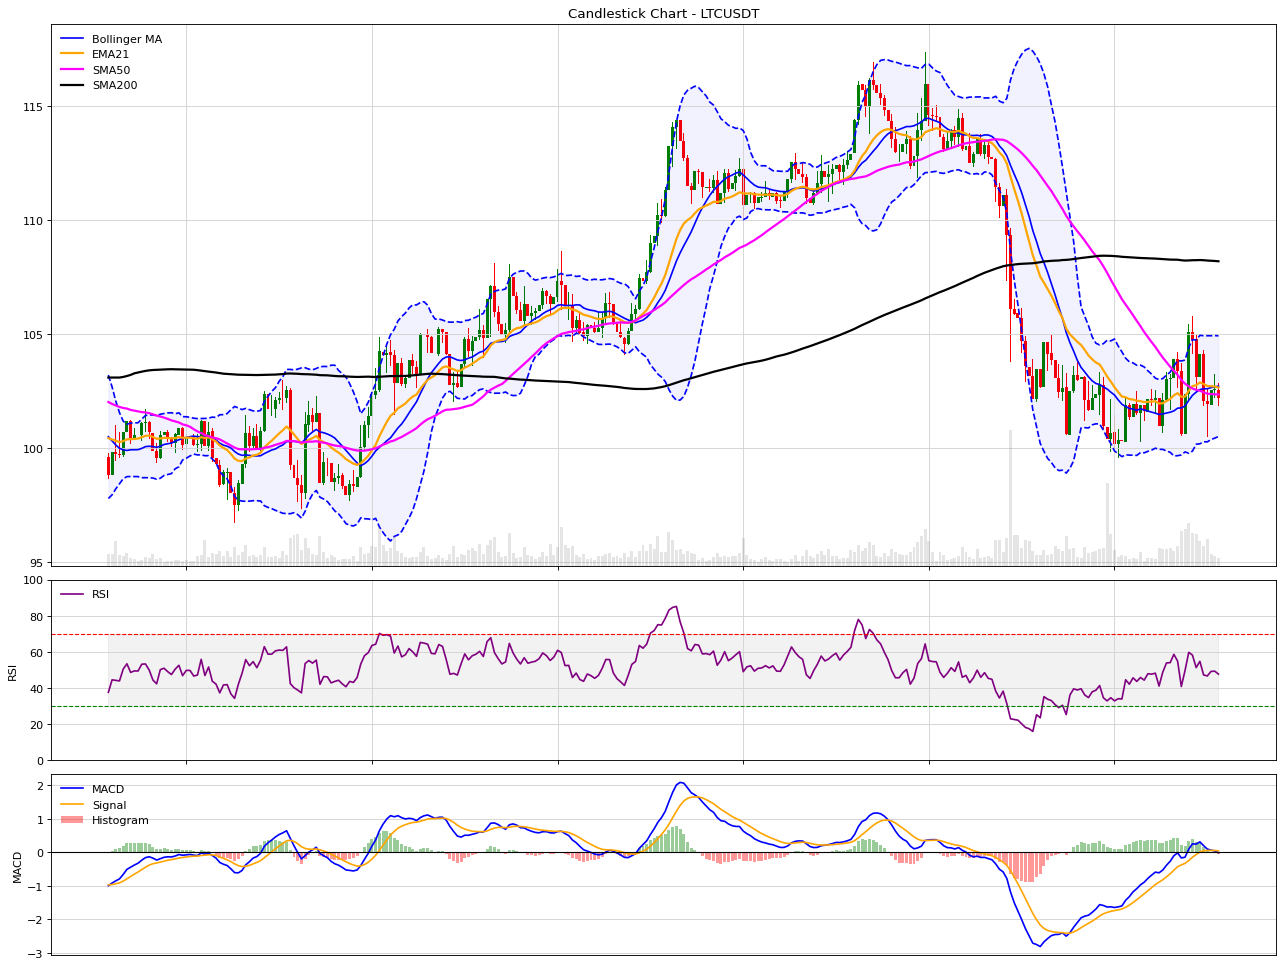 Candlestick Chart - LTCUSDT
Bollinger MA
EMA21
SMA50
SMA200
115
110
105
100
95
100
80
60
40
20
0
RSI
RSI
2
1
0
−1
−2
−3
MACD
MACD
Signal
Histogram